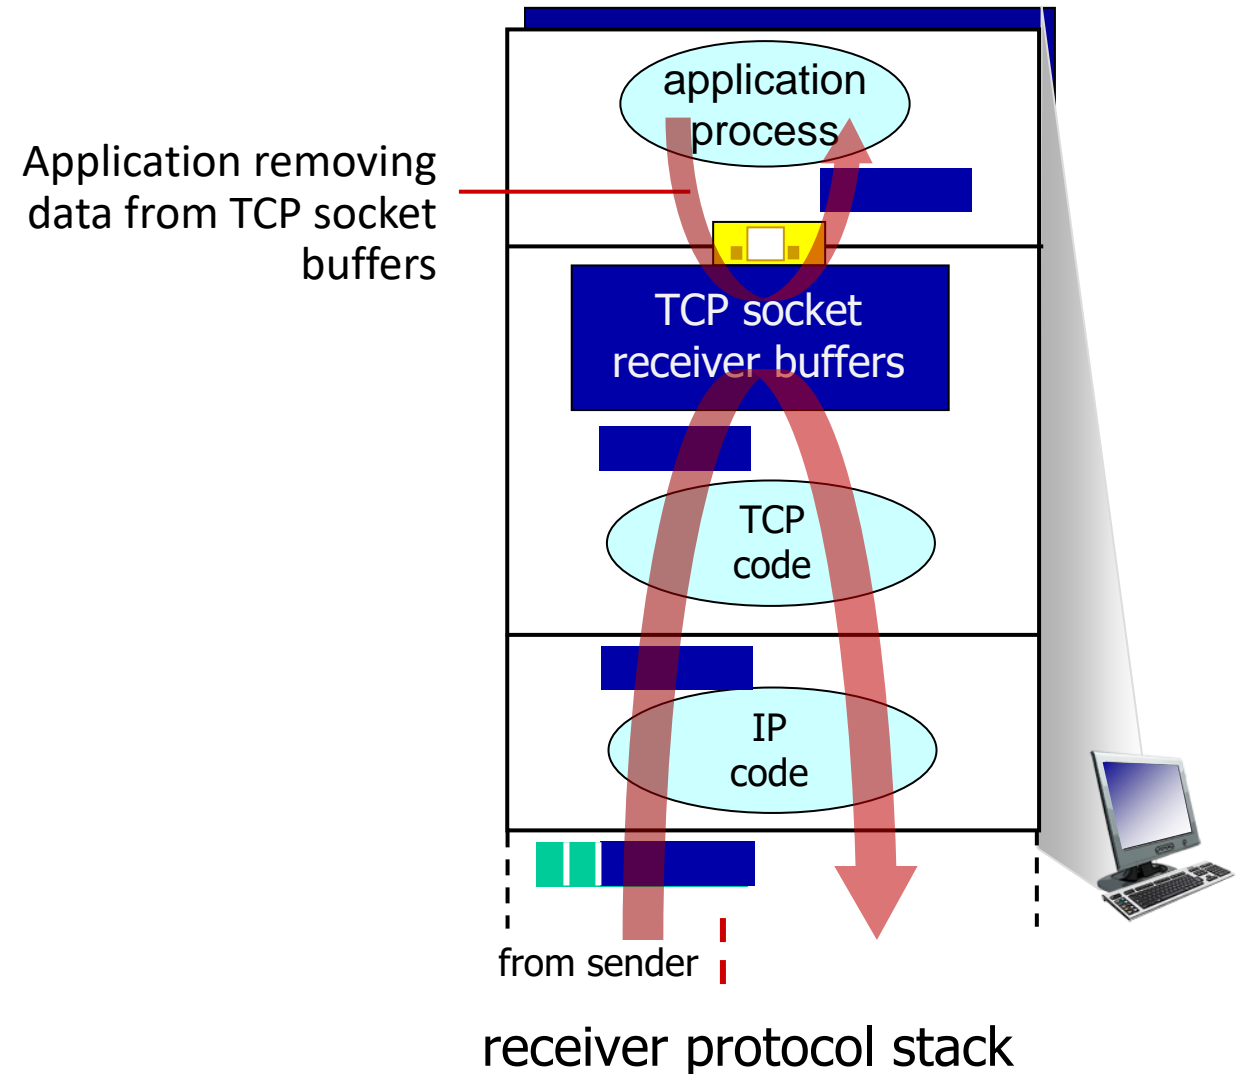 application
process
Application removing
data from TCP socket
buffers
TCP socket
receiver buffers
TCP
code
IP
code
from sender
receiver protocol stack